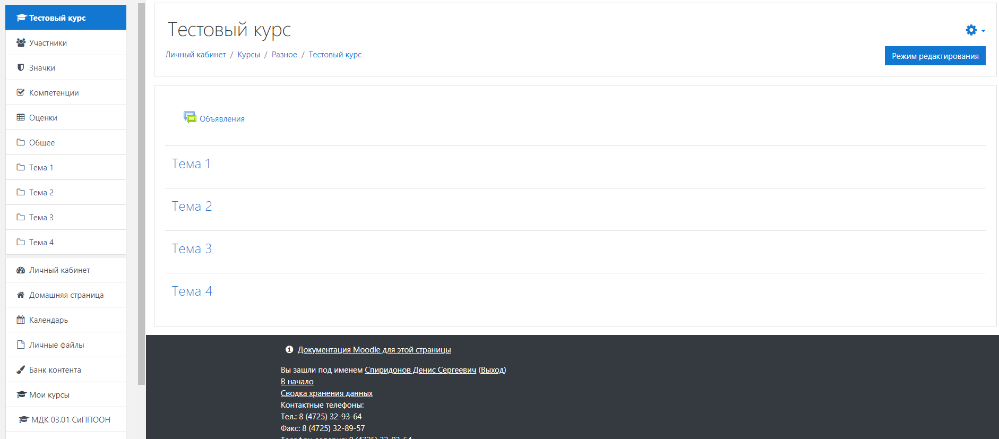 Тестовый курс
Участники
Значки
Компетенции
Оценки
Общее
Тема 1
Тема 2
Тема 3
Тема 4
Личный кабинет
Домашняя страница
Календарь
Личные файлы
Банк контента
Мои курсы
МДК 03.01 СиППООН
Тестовый курс
Личный кабинет / Курсы / Разное / Тестовый курс
Режим редактирования
Объявления
Тема 1
Тема 2
Тема 3
Тема 4
Документация Moodle для этой страницы
Вы зашли под именем Спиридонов Денис Сергеевич (Выход)
В начало
Сводка хранения данных
Контактные телефоны:
Тел.: 8 (4725) 32-93-64
Факс: 8 (4725) 32-89-57